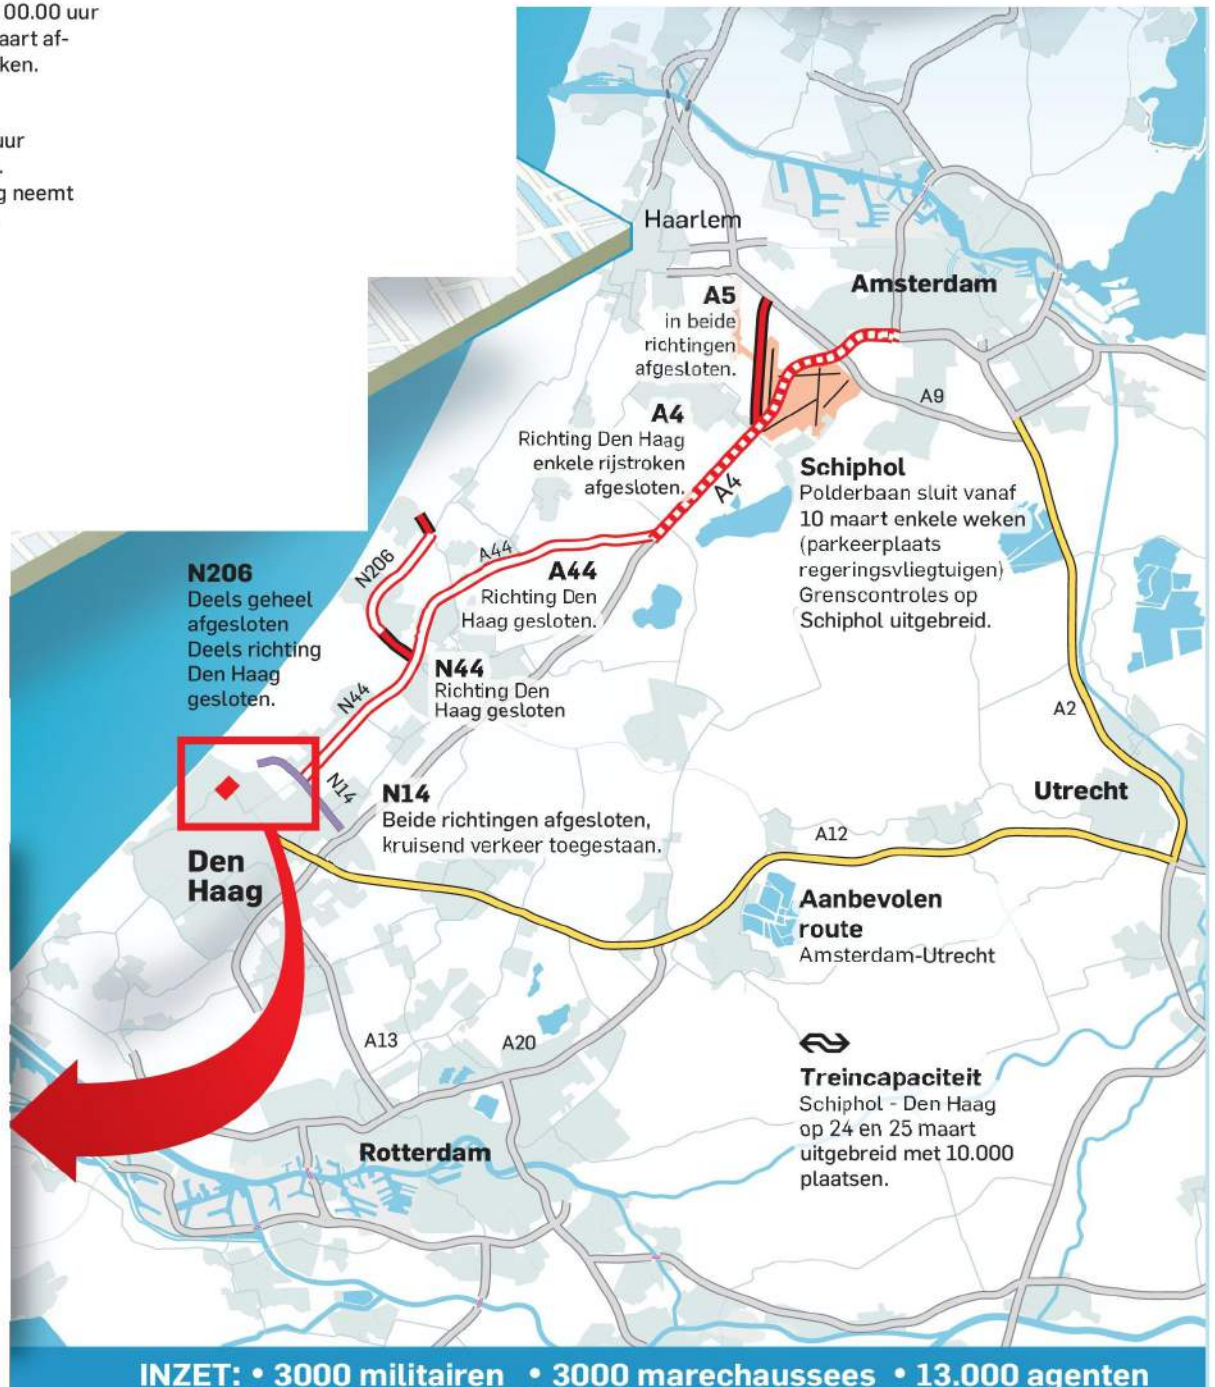 00.00 uur
aart af-
ken.
uur
g neemt
Haarlem
Amsterdam
A5
in beide
richtingen
afgesloten.
A9
A4
Richting Den Haag
enkele rijstroken
afgesloten.
A4
Schiphol
Polderbaan sluit vanaf
10 maart enkele weken
(parkeerplaats
regeringsvliegtuigen)
Grenscontroles op
Schiphol uitgebreid.
N206
A44
N206
Deels geheel
afgesloten
Deels richting
Den Haag
gesloten.
A44
Richting Den
Haag gesloten.
N44
Richting Den
Haag gesloten
N44
A2
N14
N14
Beide richtingen afgesloten,
kruisend verkeer toegestaan.
Utrecht
A12
Den
Haag
Aanbevolen
route
Amsterdam-Utrecht
A13
A20
Treincapaciteit
Schiphol - Den Haag
op 24 en 25 maart
uitgebreid met 10.000
plaatsen.
Rotterdam
INZET: • 3000 militairen • 3000 marechaussees • 13.000 agenten